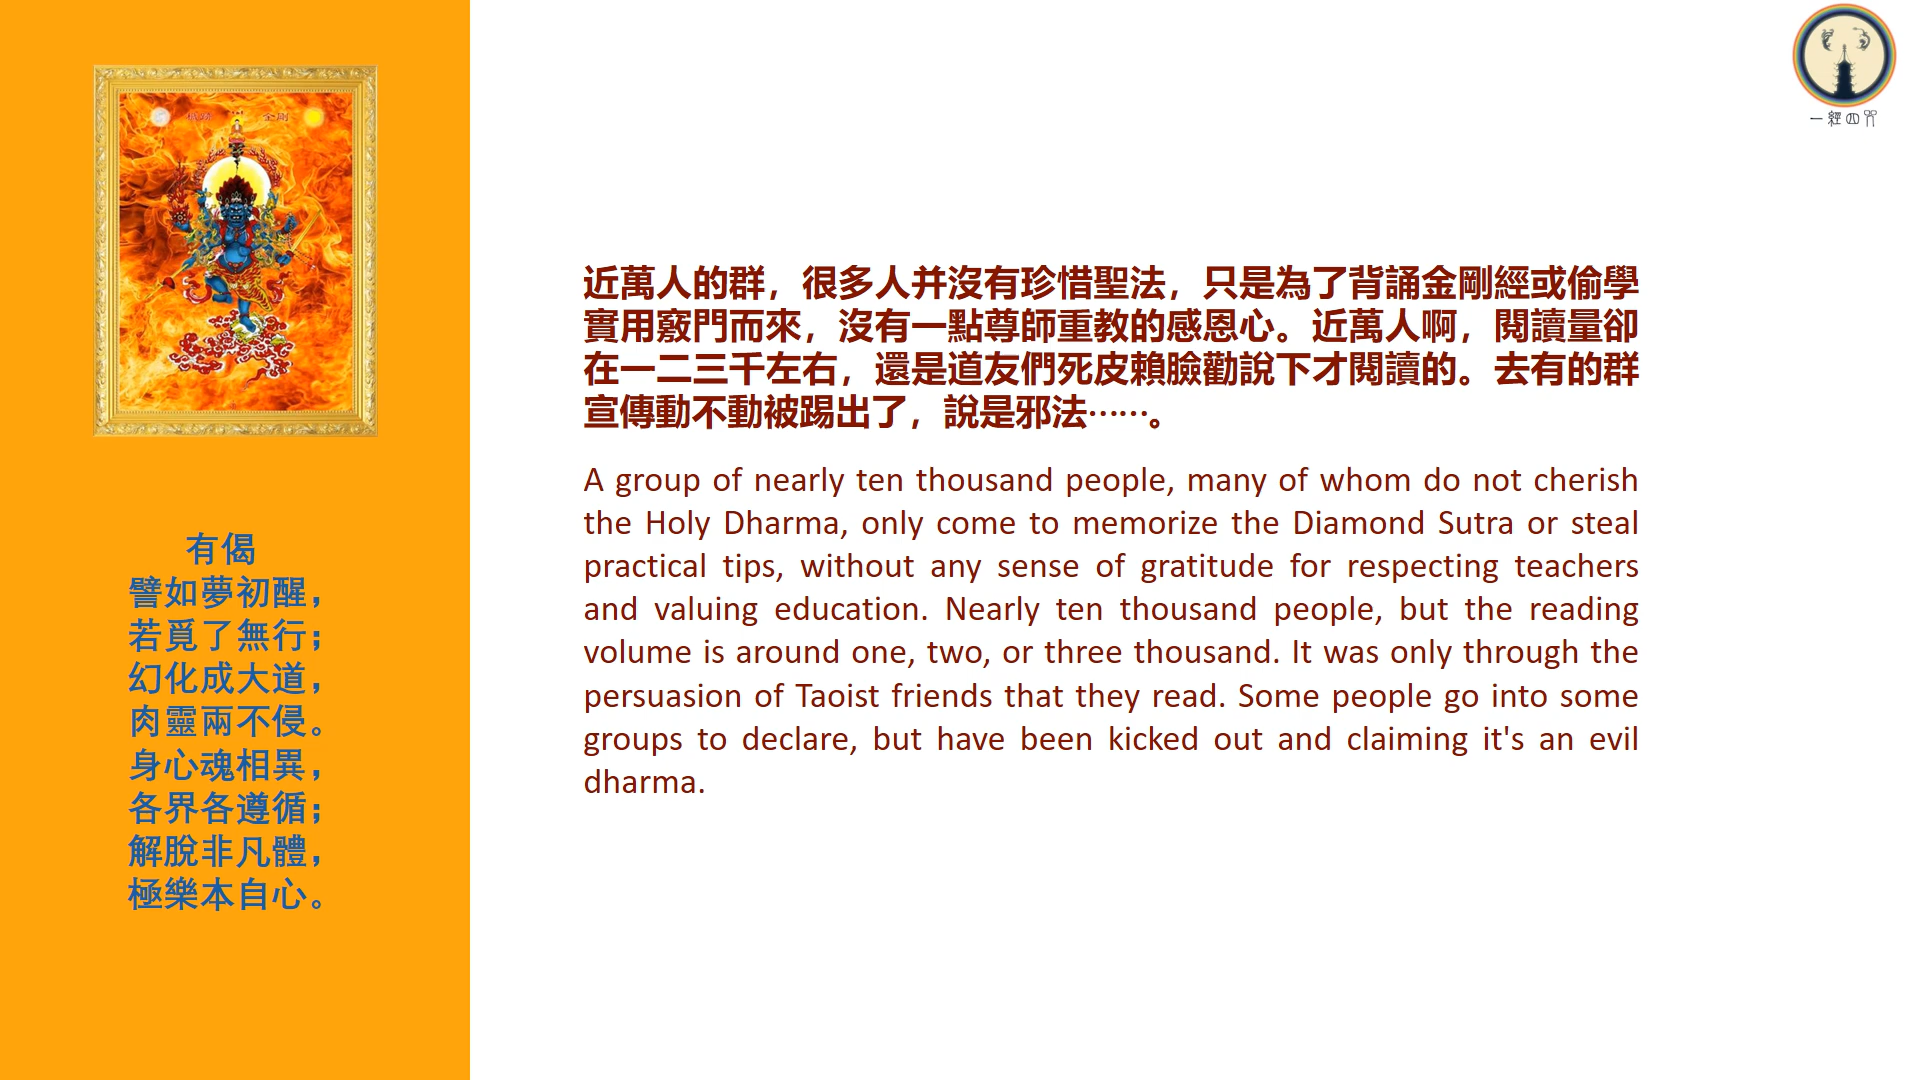 金剛
有偈
譬如夢初醒，
若覓了無行；
幻化成大道，
肉靈兩不侵。
身心魂相異，
各界各遵循；
解脫非凡體，
極樂本自心。
一經四咒
近萬人的群，很多人并沒有珍惜聖法，只是為了背誦金剛經或偷學
實用竅門而來，沒有一點尊師重教的感恩心。近萬人啊，閱讀量卻
在一二三千左右，還是道友們死皮賴臉勸說下才閱讀的。去有的群
宣傳動不動被踢出了，說是邪法……。
A group of nearly ten thousand people, many of whom do not cherish
the Holy Dharma, only come to memorize the Diamond Sutra or steal
practical tips, without any sense of gratitude for respecting teachers
and valuing education. Nearly ten thousand people, but the reading
volume is around one, two, or three thousand. It was only through the
persuasion of Taoist friends that they read. Some people go into some
groups to declare, but have been kicked out and claiming it's an evil
dharma.